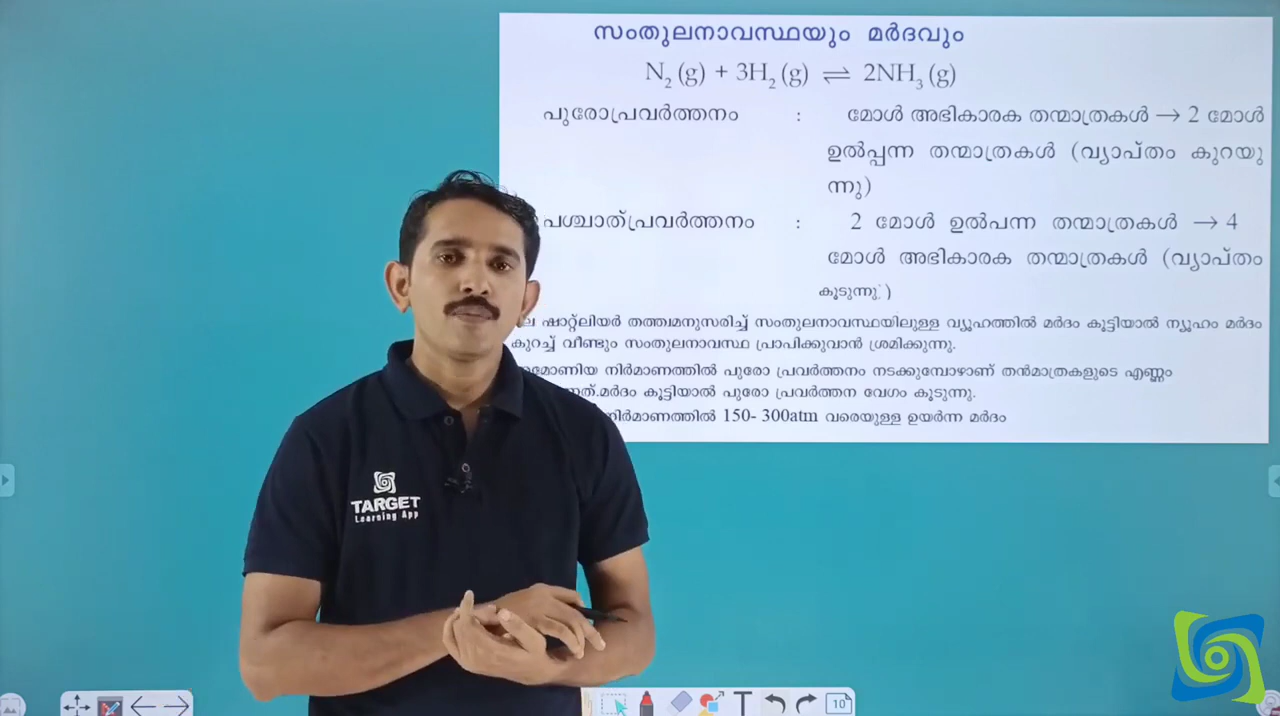 സംതുലനാവസ്ഥയും മർദവും
N₂ (g) + 3H₂ (g) ⇌ 2NH₃ (g)
പുരോപ്രവർത്തനം : മോൾ അഭികാരക തന്മാത്രകൾ → 2 മോൾ
ഉൽപ്പന്ന തന്മാത്രകൾ (വ്യാപ്തം കുറയു
ന്നു)
പശ്ചാത്പ്രവർത്തനം : 2 മോൾ ഉൽപന്ന തന്മാത്രകൾ → 4
മോൾ അഭികാരക തന്മാത്രകൾ (വ്യാപ്തം
കൂടുന്നു.)
ഷാറ്റ്ലിയർ തത്ത്വമനുസരിച്ച് സംതുലനാവസ്ഥയിലുള്ള വ്യൂഹത്തിൽ മർദം കൂട്ടിയാൽ ന്യൂഹം മർദം
കുറച്ച് വീണ്ടും സംതുലനാവസ്ഥ പ്രാപിക്കുവാൻ ശ്രമിക്കുന്നു.
നിർമാണത്തിൽ പുരോ പ്രവർത്തനം നടക്കുമ്പോഴാണ് തൻമാത്രകളുടെ എണ്ണം
മർദം കൂട്ടിയാൽ പുരോ പ്രവർത്തന വേഗം കൂടുന്നു.
നിർമാണത്തിൽ 150- 300atm വരെയുള്ള ഉയർന്ന മർദം
TARGET
Learning App
T
10